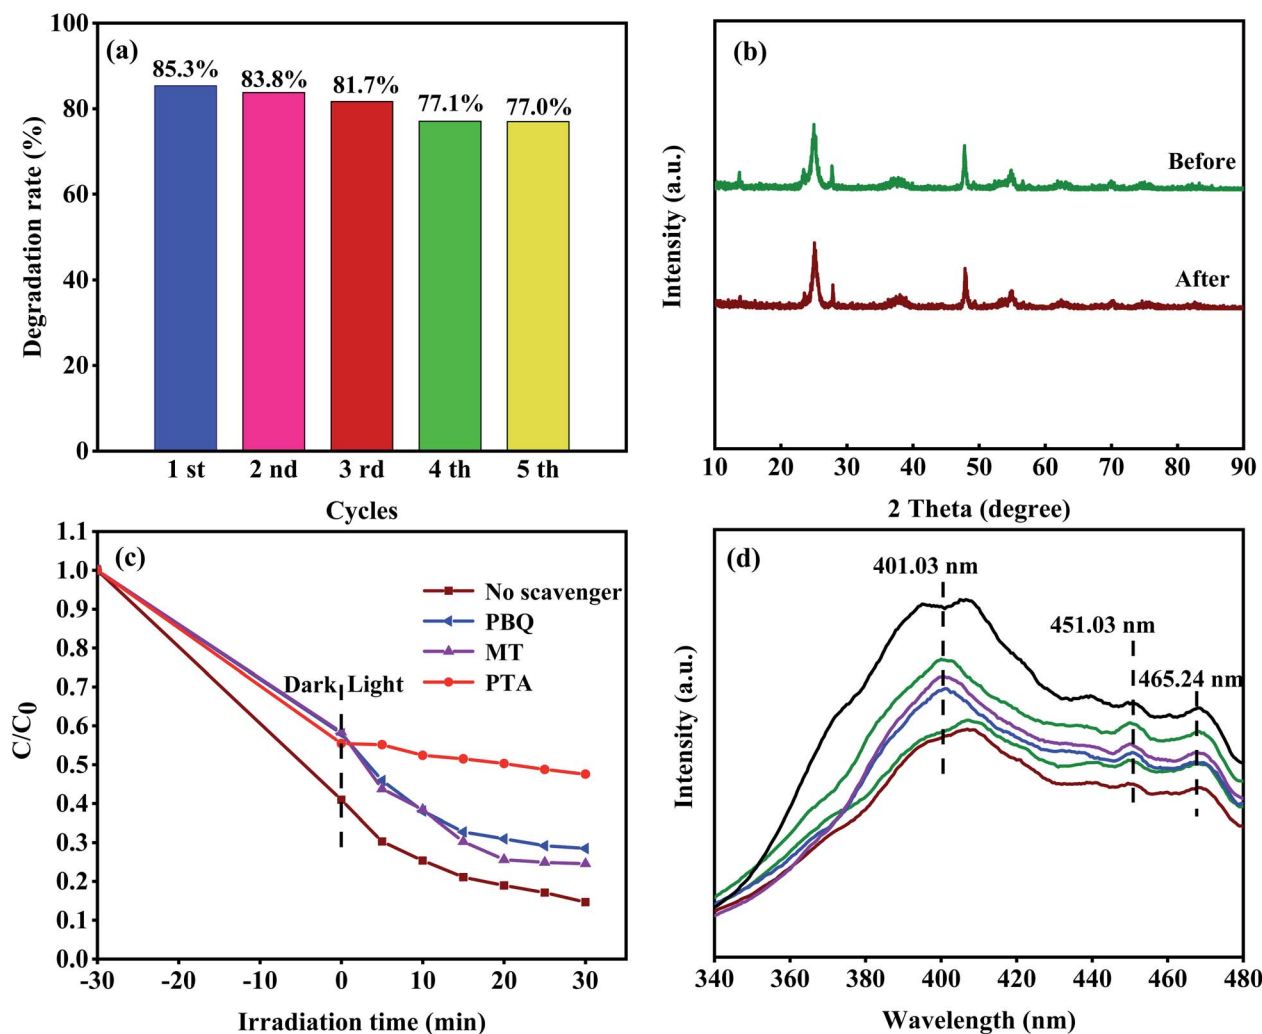 (a)
100
80
60
40
20
0
85.3%
83.8%
81.7%
77.1%
77.0%
1 st
2 nd
3 rd
4 th
5 th
Degradation rate (%)
Cycles
(b)
Before
After
Intensity (a.u.)
10 20 30 40 50 60 70 80 90
2 Theta (degree)
(c)
1.1
1.0
0.9
0.8
0.7
0.6
0.5
0.4
0.3
0.2
0.1
0.0
No scavenger
PBQ
MT
PTA
Dark Light
C/C0
-30 -20 -10 0 10 20 30
Irradiation time (min)
(d)
401.03 nm
451.03 nm
465.24 nm
Intensity (a.u.)
340 360 380 400 420 440 460 480
Wavelength (nm)